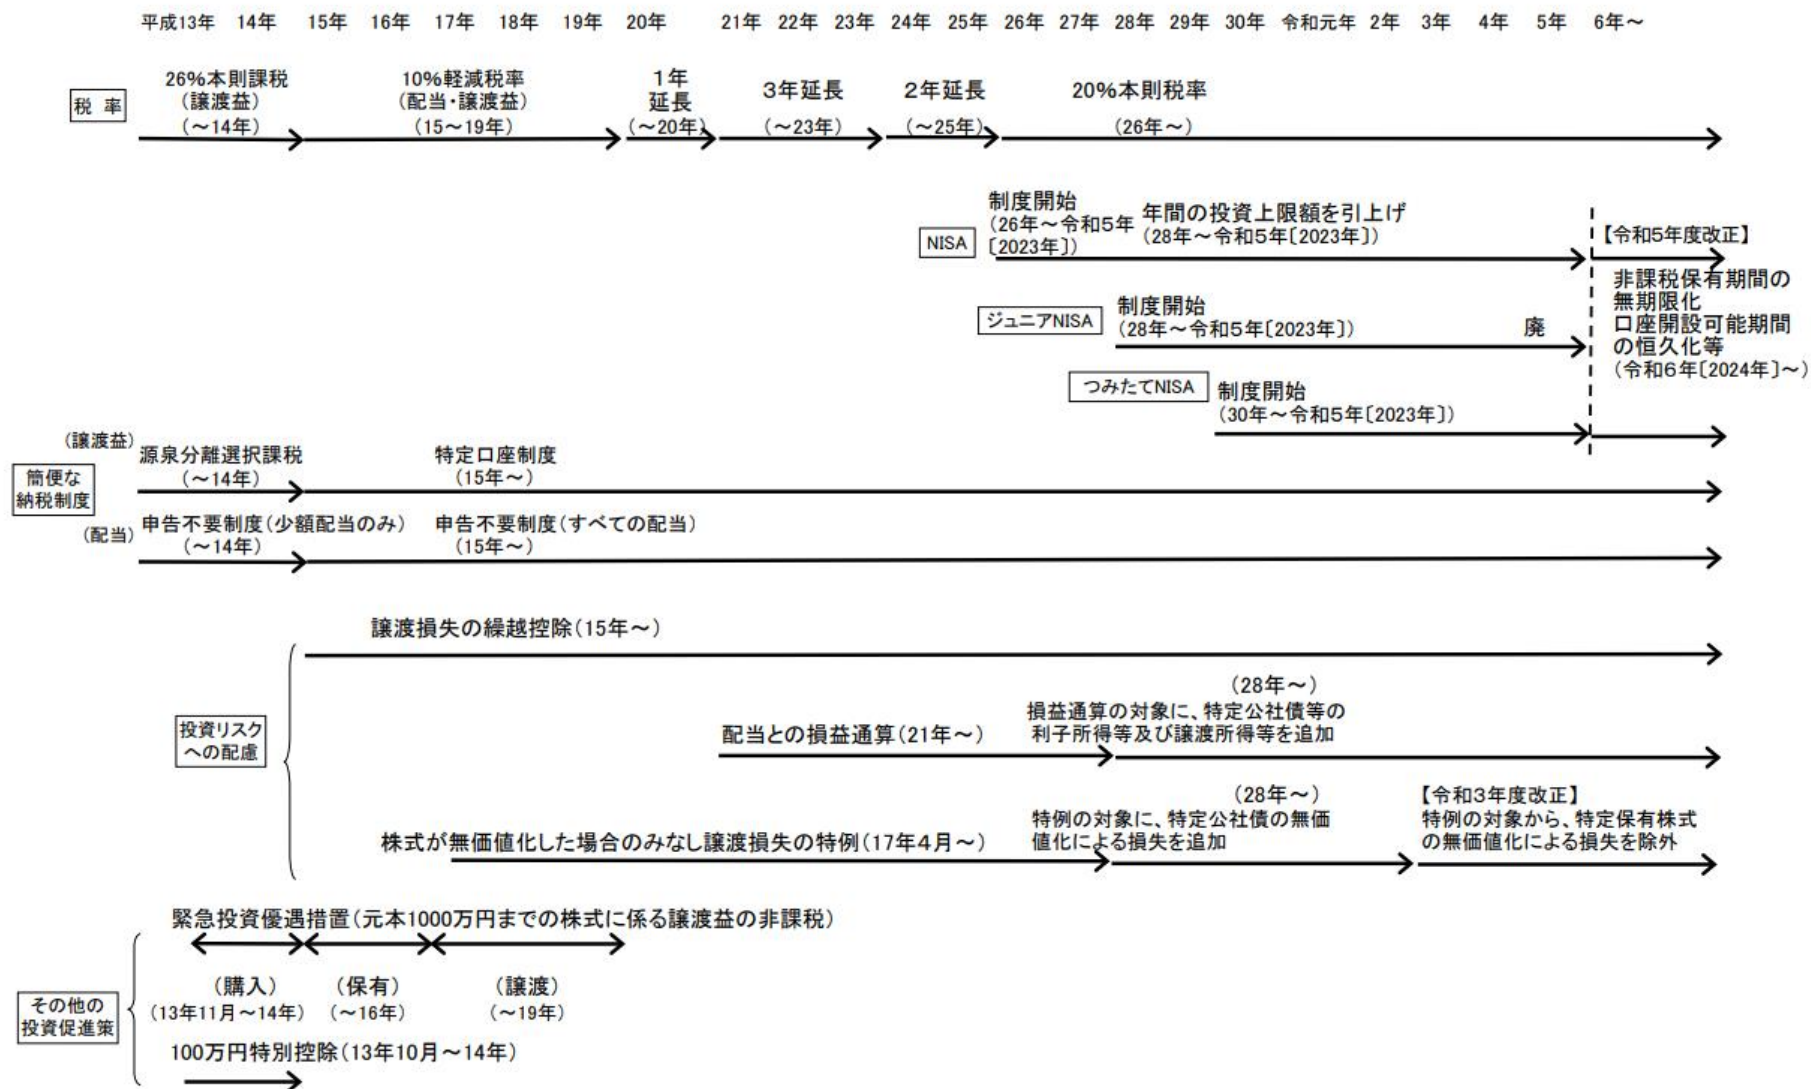 平成13年 14年 15年 16年 17年 18年 19年 20年 21年 22年 23年 24年 25年 26年 27年 28年 29年 30年 令和元年 2年 3年 4年 5年 6年～
税 率
26%本則課税
(譲渡益)
(～14年)
10%軽減税率
(配当・譲渡益)
(15～19年)
1年
延長
(～20年)
3年延長
(～23年)
2年延長
(～25年)
20%本則税率
(26年～)
NISA
制度開始
(26年～令和5年
〔2023年〕)
年間の投資上限額を引上げ
(28年～令和5年〔2023年〕)
【令和5年度改正】
非課税保有期間の
無期限化
口座開設可能期間
の恒久化等
(令和6年〔2024年〕～)
ジュニアNISA
制度開始
(28年～令和5年〔2023年〕)
廃
つみたてNISA
制度開始
(30年～令和5年〔2023年〕)
簡便な
納税制度
(譲渡益)
源泉分離選択課税
(～14年)
特定口座制度
(15年～)
(配当)
申告不要制度(少額配当のみ)
(～14年)
申告不要制度(すべての配当)
(15年～)
投資リスク
への配慮
譲渡損失の繰越控除(15年～)
配当との損益通算(21年～)
(28年～)
損益通算の対象に、特定公社債等の
利子所得等及び譲渡所得等を追加
株式が無価値化した場合のみなし譲渡損失の特例(17年4月～)
(28年～)
特例の対象に、特定公社債の無価
値化による損失を追加
【令和3年度改正】
特例の対象から、特定保有株式
の無価値化による損失を除外
その他の
投資促進策
緊急投資優遇措置(元本1000万円までの株式に係る譲渡益の非課税)
(購入)
(13年11月～14年)
(保有)
(～16年)
(譲渡)
(～19年)
100万円特別控除(13年10月～14年)